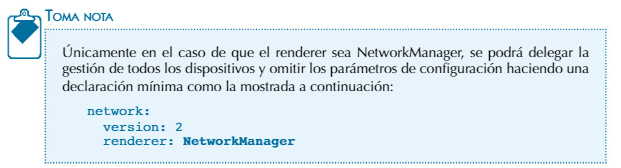 TOMA NOTA
Únicamente en el caso de que el renderer sea NetworkManager, se podrá delegar la
gestión de todos los dispositivos y omitir los parámetros de configuración haciendo una
declaración mínima como la mostrada a continuación:
network:
  version: 2
  renderer: NetworkManager